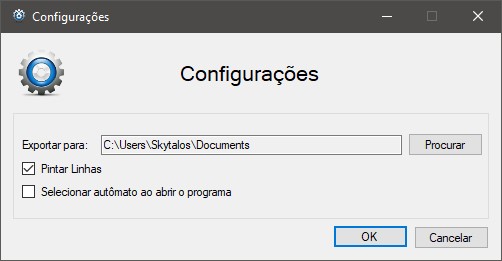 Configurações
Configurações
Exportar para: C:\Users\Skytalos\Documents Procurar
Pintar Linhas
Selecionar autômato ao abrir o programa
OK Cancelar